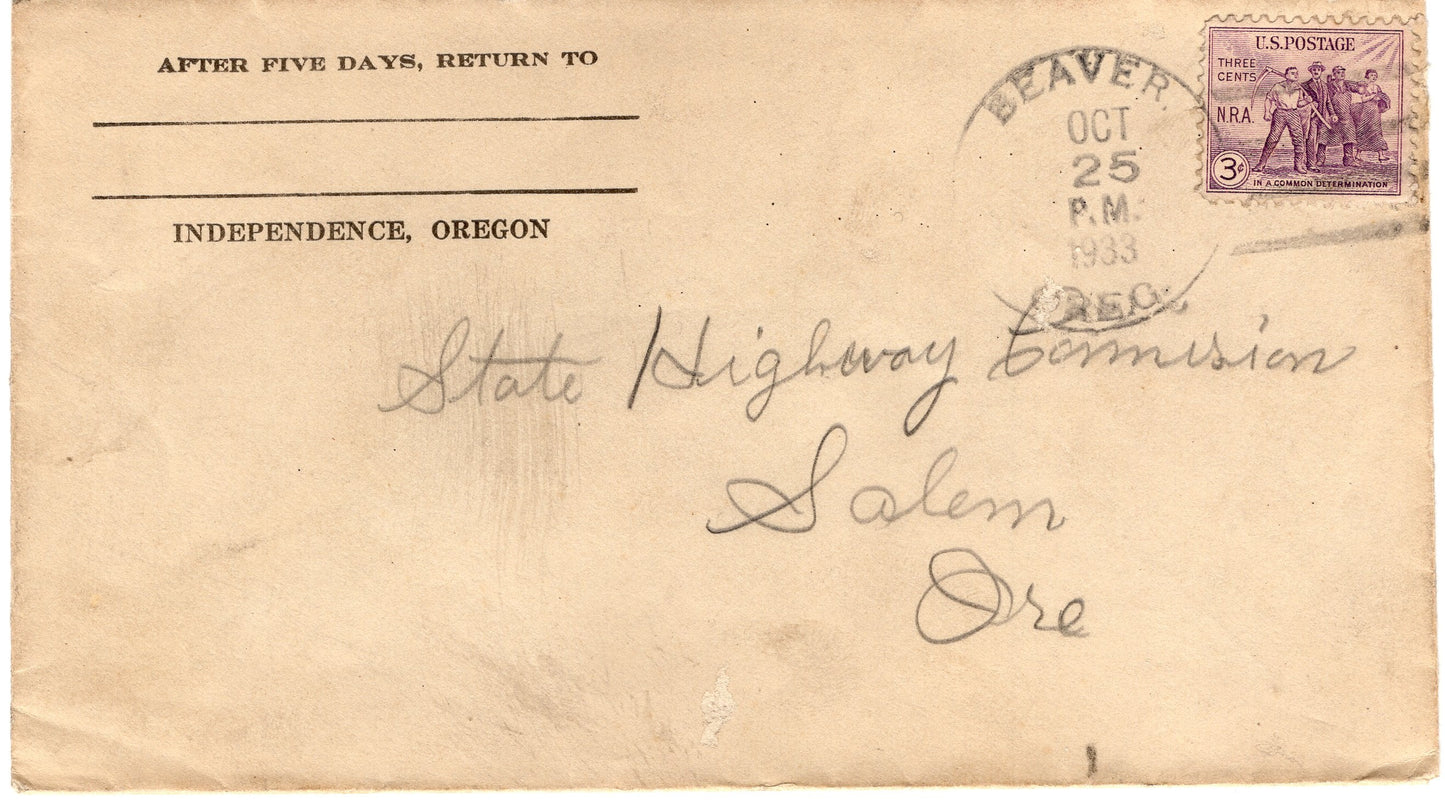 AFTER FIVE DAYS, RETURN TO
INDEPENDENCE, OREGON
BEAVER.
OCT
25
P.M.
1933
OREG.
U.S. POSTAGE
THREE
CENTS
N.R.A.
3¢
IN A COMMON DETERMINATION
State Highway Commision
Salem
Ore